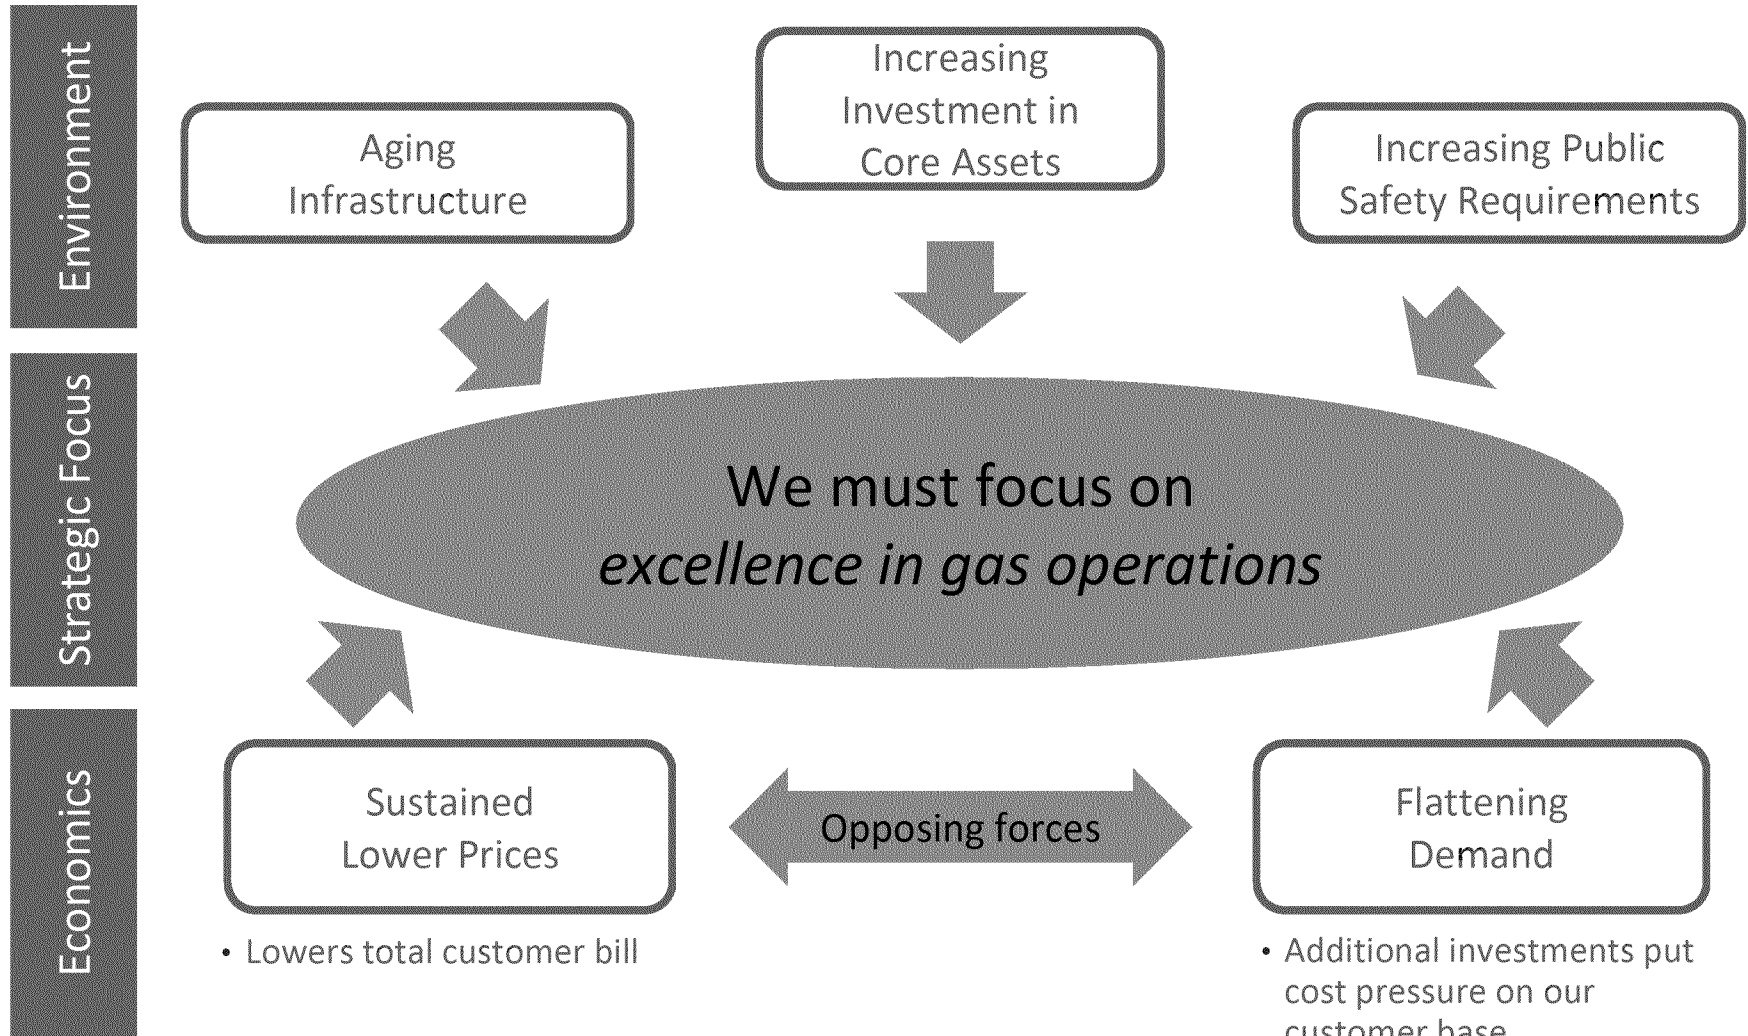 Environment
Increasing
Investment in
Core Assets
Aging
Infrastructure
Increasing Public
Safety Requirements
Strategic Focus
We must focus on
excellence in gas operations
Economics
Sustained
Lower Prices
Opposing forces
Flattening
Demand
• Lowers total customer bill
• Additional investments put
cost pressure on our
customer base